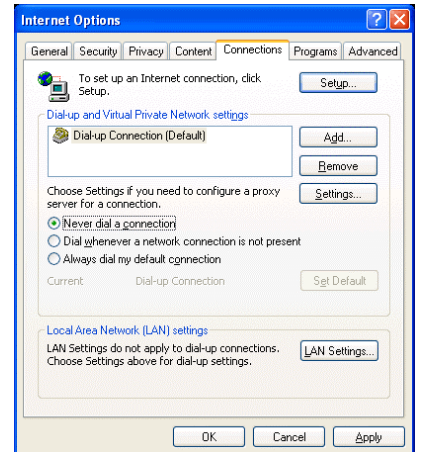 Internet Options
General Security Privacy Content Connections Programs Advanced
To set up an Internet connection, click
Setup.
Setup...
Dial-up and Virtual Private Network settings
Dial-up Connection (Default)
Add...
Remove
Choose Settings if you need to configure a proxy
server for a connection.
Settings...
Never dial a connection
Dial whenever a network connection is not present
Always dial my default connection
Current Dial-up Connection
Set Default
Local Area Network (LAN) settings
LAN Settings do not apply to dial-up connections.
Choose Settings above for dial-up settings.
LAN Settings...
OK Cancel Apply